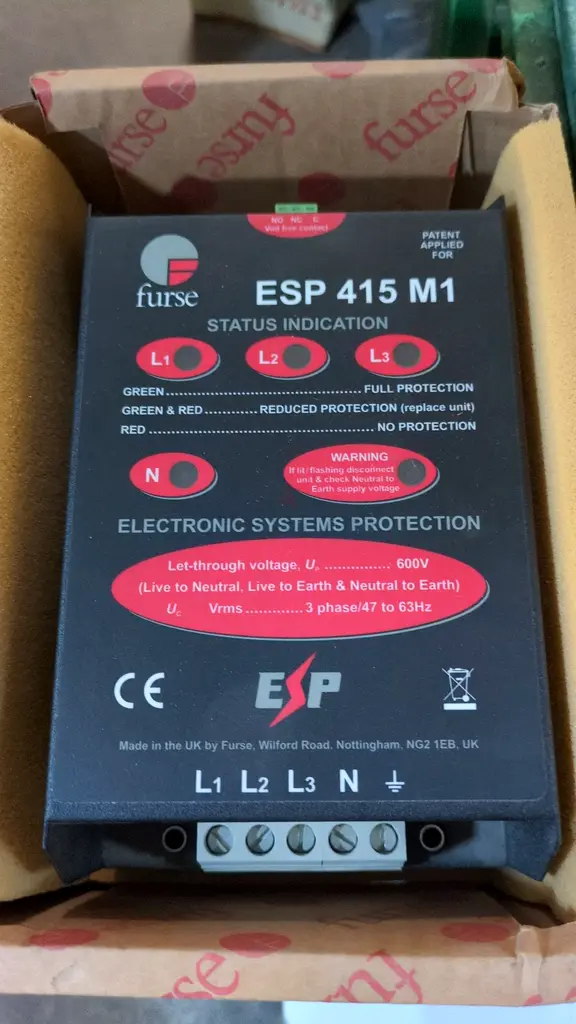 furse
furse
furse
NO NC C
Volt free contact
PATENT
APPLIED
FOR
furse
ESP 415 M1
STATUS INDICATION
L1
L2
L3
GREEN..........FULL PROTECTION
GREEN & RED..........REDUCED PROTECTION (replace unit)
RED..........NO PROTECTION
N
WARNING
If lit/flashing disconnect
unit & check Neutral to
Earth supply voltage
ELECTRONIC SYSTEMS PROTECTION
Let-through voltage, Up .......... 600V
(Live to Neutral, Live to Earth & Neutral to Earth)
Uc Vrms.......... 3 phase/47 to 63Hz
CE
ESP
Made in the UK by Furse, Wilford Road, Nottingham, NG2 1EB, UK
L1 L2 L3 N
furse